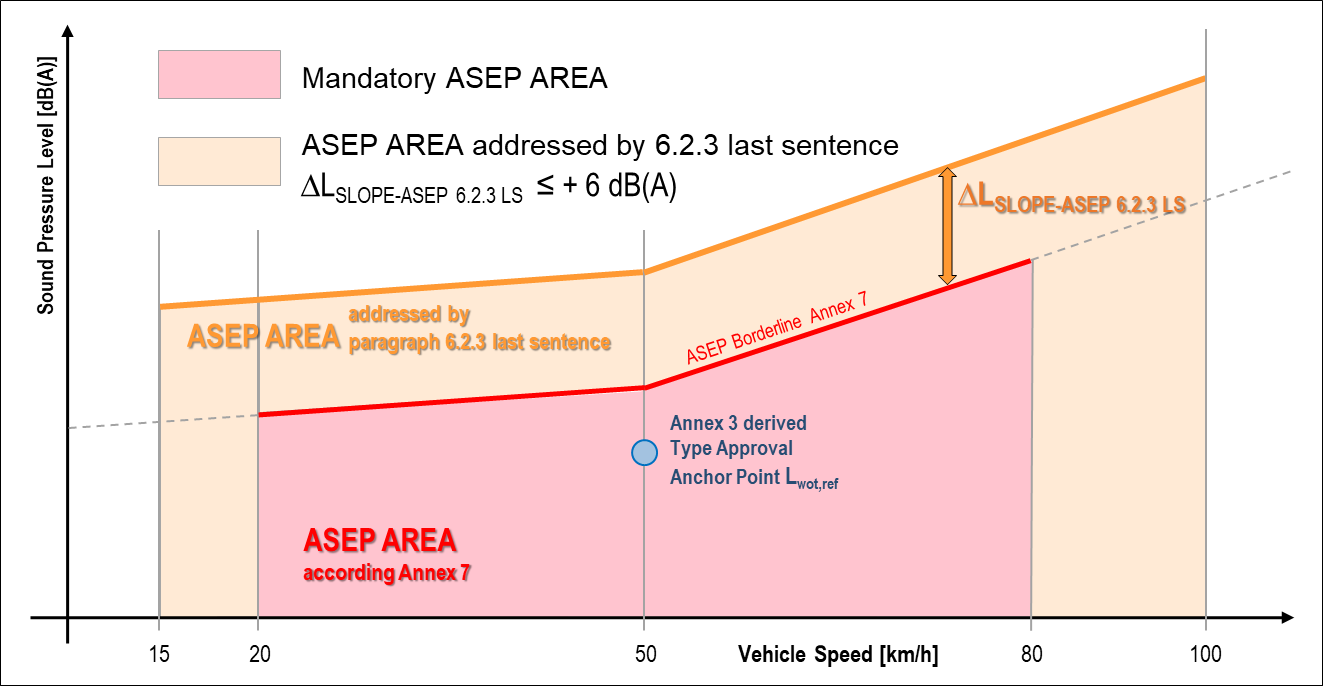 Sound Pressure Level [dB(A)]
Mandatory ASEP AREA
ASEP AREA addressed by 6.2.3 last sentence
ΔLSLOPE-ASEP 6.2.3 LS ≤ + 6 dB(A)
ΔLSLOPE-ASEP 6.2.3 LS
ASEP AREA addressed by
paragraph 6.2.3 last sentence
ASEP Borderline Annex 7
Annex 3 derived
Type Approval
Anchor Point Lwot,ref
ASEP AREA
according Annex 7
15 20 50 Vehicle Speed [km/h] 80 100